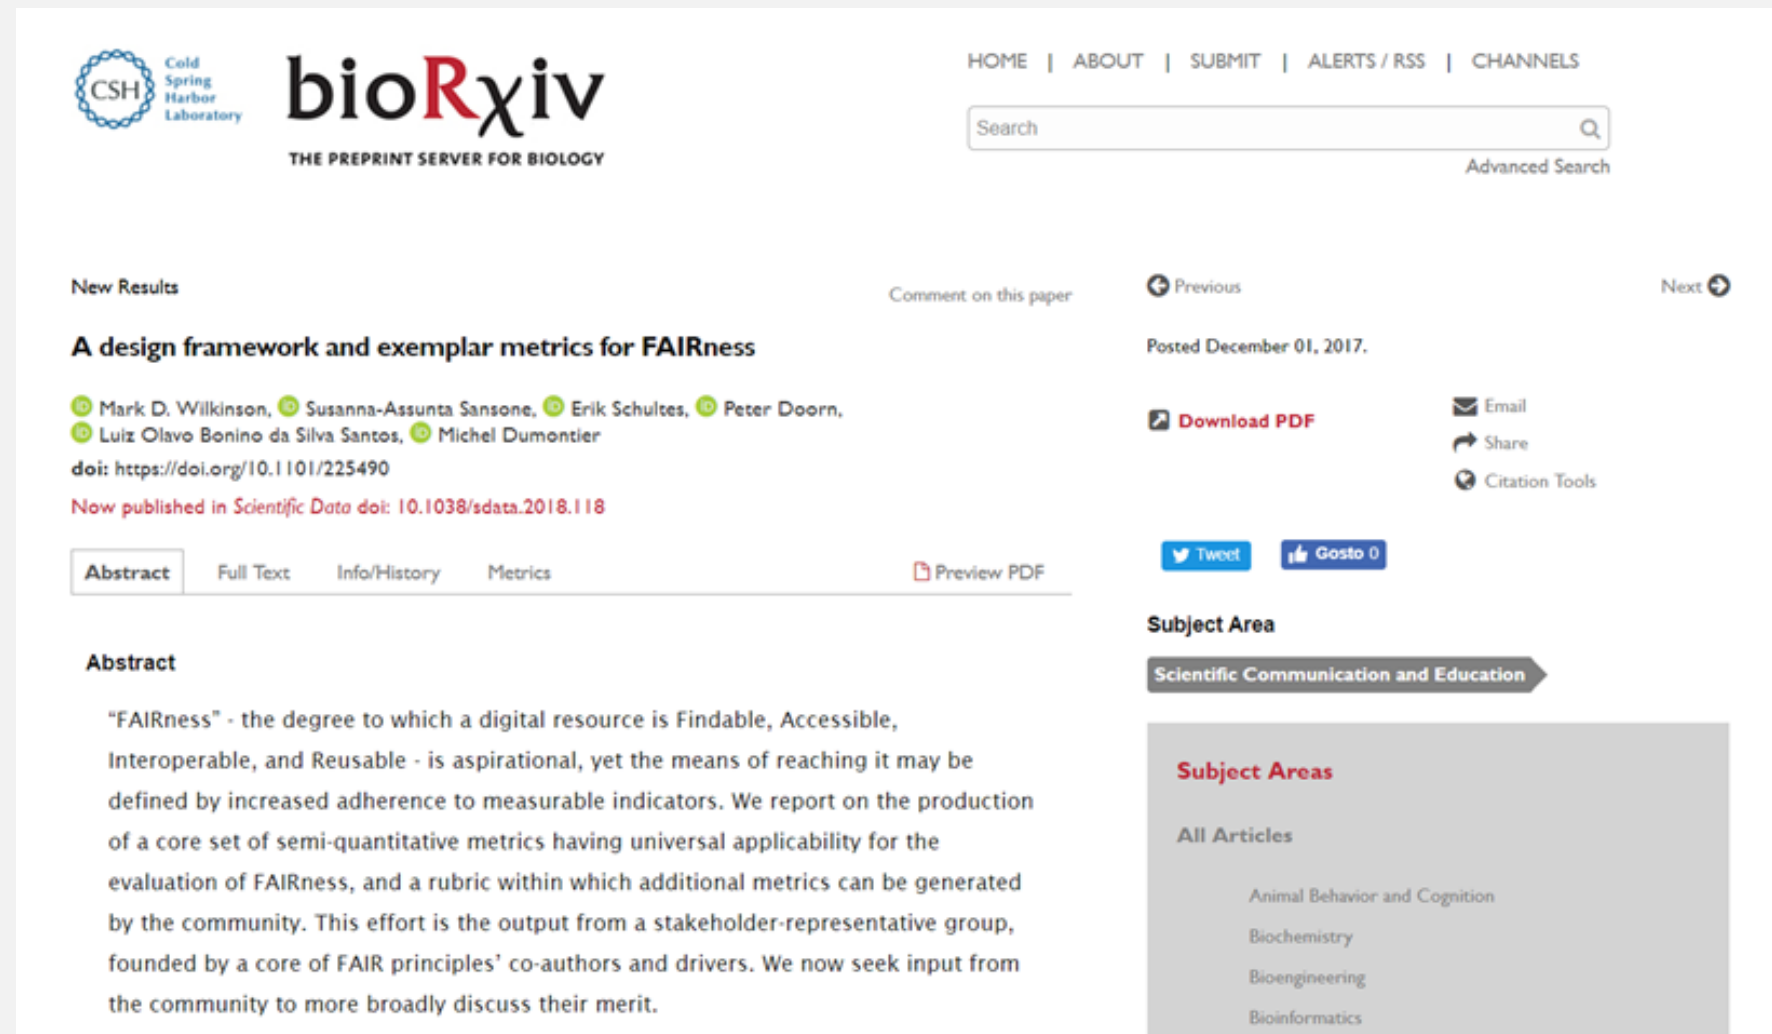 CSH
Cold
Spring
Harbor
Laboratory
bioRχiv
THE PREPRINT SERVER FOR BIOLOGY
HOME | ABOUT | SUBMIT | ALERTS / RSS | CHANNELS
Search
Advanced Search
New Results
Comment on this paper
A design framework and exemplar metrics for FAIRness
iD Mark D. Wilkinson, iD Susanna-Assunta Sansone, iD Erik Schultes, iD Peter Doorn,
iD Luiz Olavo Bonino da Silva Santos, iD Michel Dumontier
doi: https://doi.org/10.1101/225490
Now published in Scientific Data doi: 10.1038/sdata.2018.118
Abstract Full Text Info/History Metrics Preview PDF
Abstract
“FAIRness” - the degree to which a digital resource is Findable, Accessible,
Interoperable, and Reusable - is aspirational, yet the means of reaching it may be
defined by increased adherence to measurable indicators. We report on the production
of a core set of semi-quantitative metrics having universal applicability for the
evaluation of FAIRness, and a rubric within which additional metrics can be generated
by the community. This effort is the output from a stakeholder-representative group,
founded by a core of FAIR principles’ co-authors and drivers. We now seek input from
the community to more broadly discuss their merit.
Previous Next
Posted December 01, 2017.
Download PDF
Email
Share
Citation Tools
Tweet Gosto 0
Subject Area
Scientific Communication and Education
Subject Areas
All Articles
Animal Behavior and Cognition
Biochemistry
Bioengineering
Bioinformatics